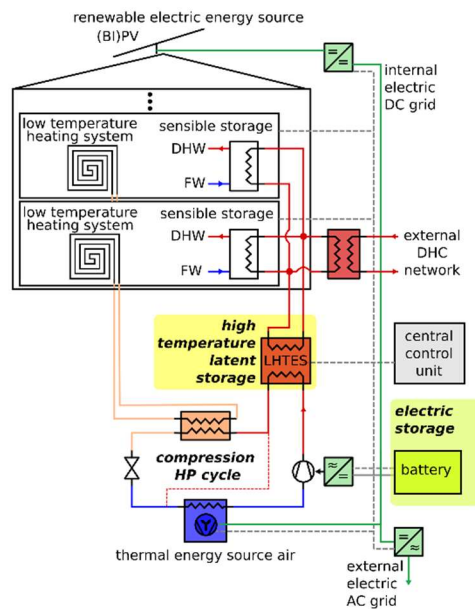 renewable electric energy source
(BI)PV
internal
electric
DC grid
low temperature
heating system
sensible storage
DHW
FW
low temperature
heating system
sensible storage
DHW
FW
external
DHC
network
high
temperature
latent
storage
LHTES
central
control
unit
electric
storage
battery
compression
HP cycle
thermal energy source air
external
electric
AC grid